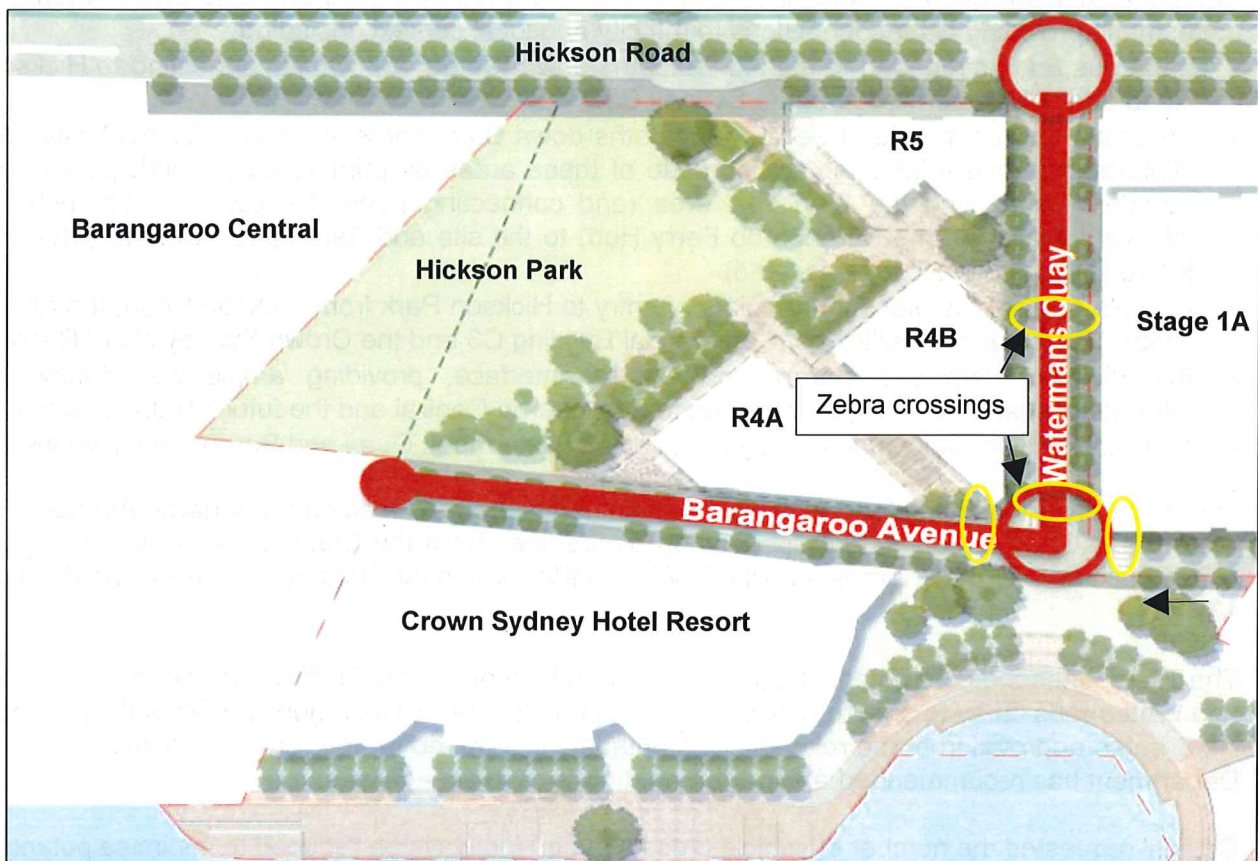 Hickson Road
R5
Barangaroo Central
Hickson Park
Watermans Quay
Stage 1A
R4B
Zebra crossings
R4A
Barangaroo Avenue
Crown Sydney Hotel Resort